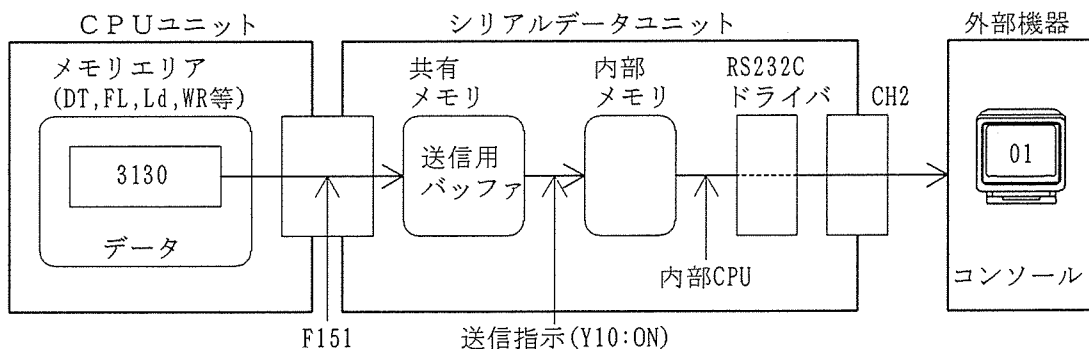 CPUユニット
シリアルデータユニット
外部機器
メモリエリア
(DT,FL,Ld,WR等)
共有
メモリ
内部
メモリ
RS232C
ドライバ
CH2
3130
送信用
バッファ
01
データ
内部CPU
コンソール
F151
送信指示(Y10:ON)